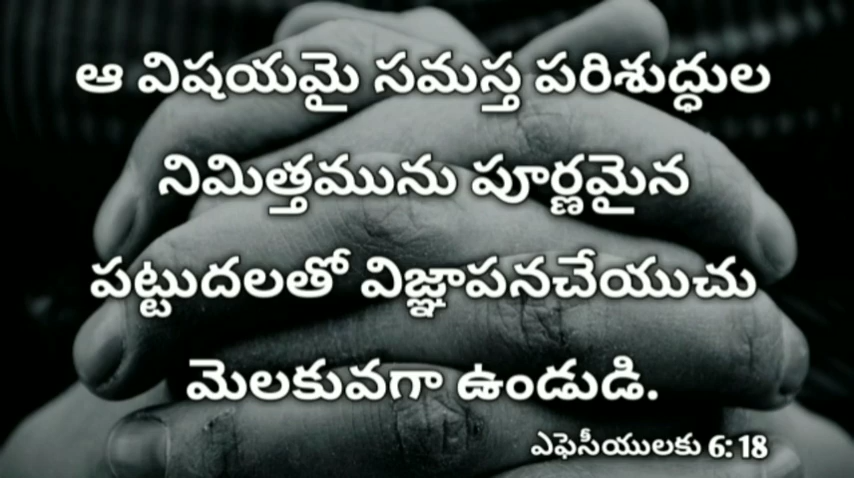 ఆ విషయమై సమస్త పరిశుద్ధుల
నిమిత్తమును పూర్ణమైన
పట్టుదలతో విజ్ఞాపనచేయుచు
మెలకువగా ఉండుడి.
ఎఫెసీయులకు 6:18